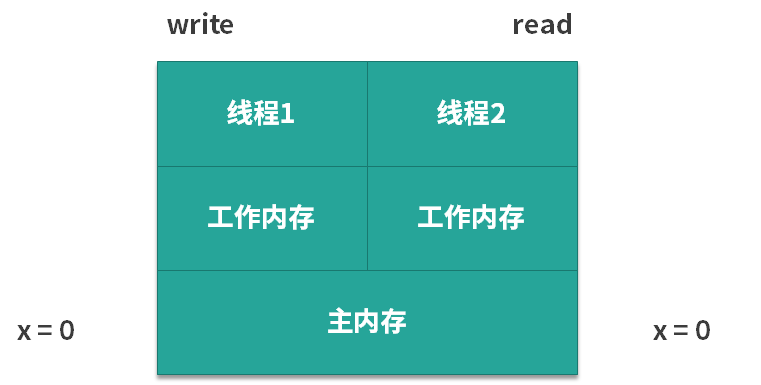 write read
线程1 线程2
工作内存 工作内存
主内存
x = 0 x = 0